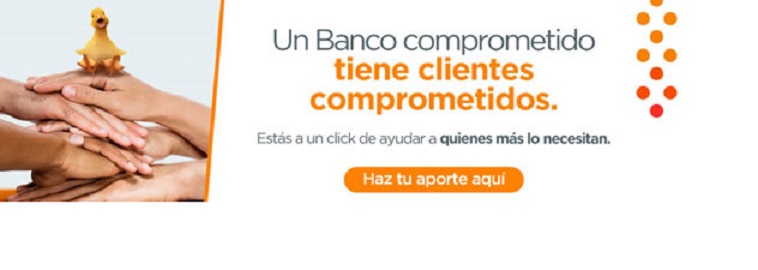 Un Banco comprometido
tiene clientes
comprometidos.
Estás a un click de ayudar a quienes más lo necesitan.
Haz tu aporte aquí